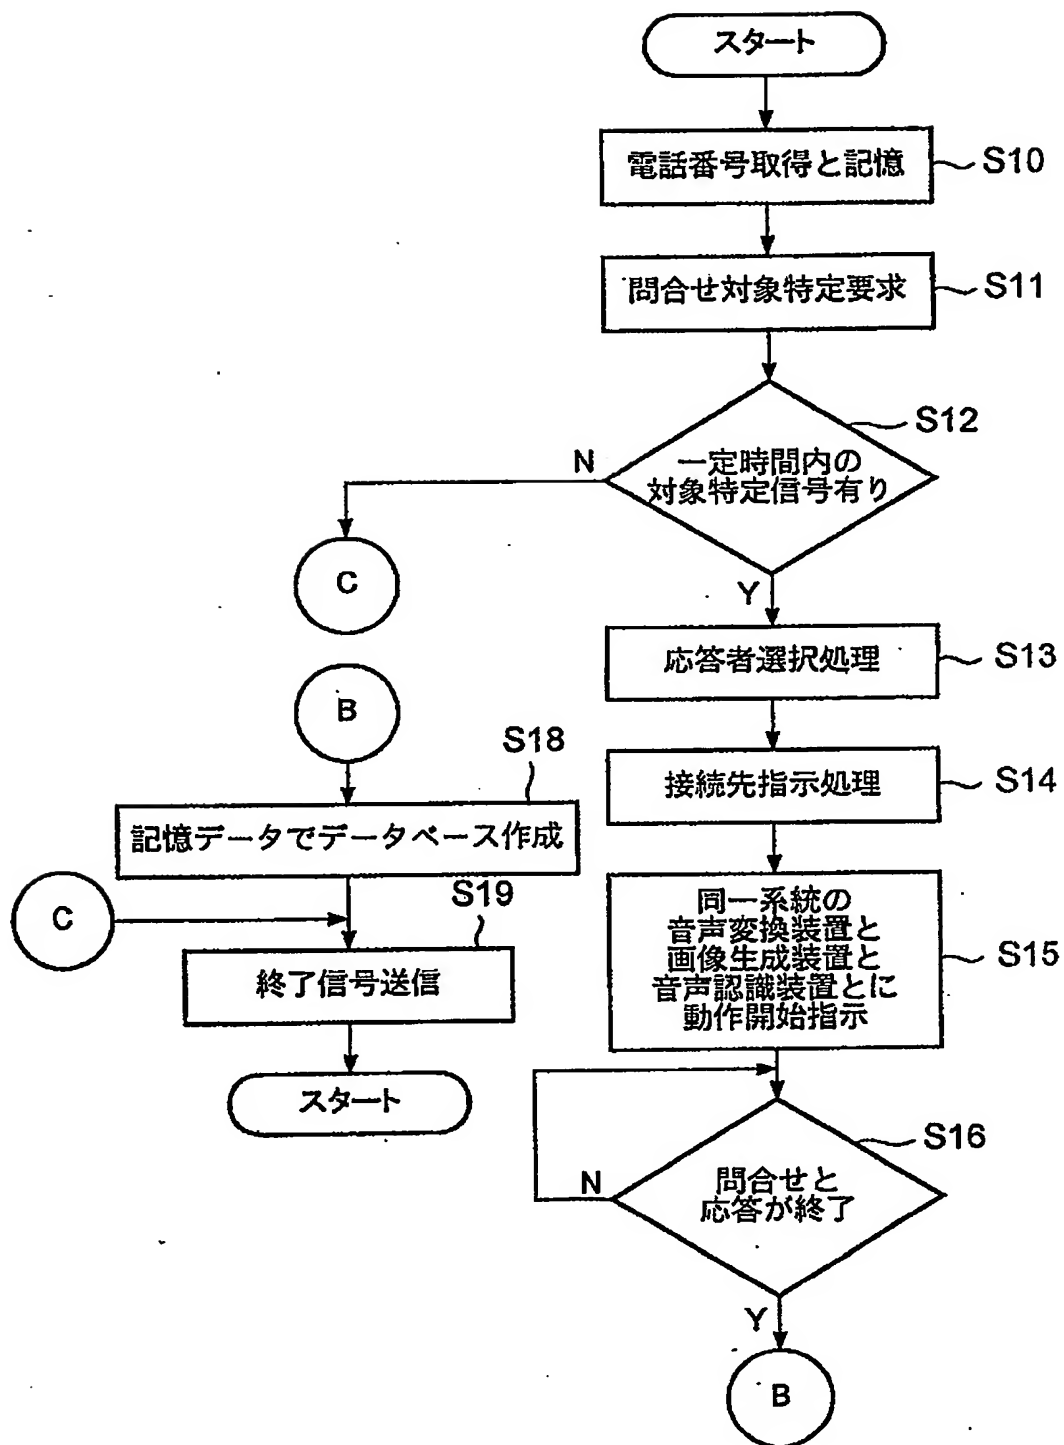 スタート
電話番号取得と記憶
S10
問合せ対象特定要求
S11
S12
一定時間内の
対象特定信号有り
N
C
Y
応答者選択処理
S13
B
接続先指示処理
S14
S18
記憶データでデータベース作成
C
S19
終了信号送信
スタート
同一系統の
音声変換装置と
画像生成装置と
音声認識装置とに
動作開始指示
S15
S16
問合せと
応答が終了
N
Y
B